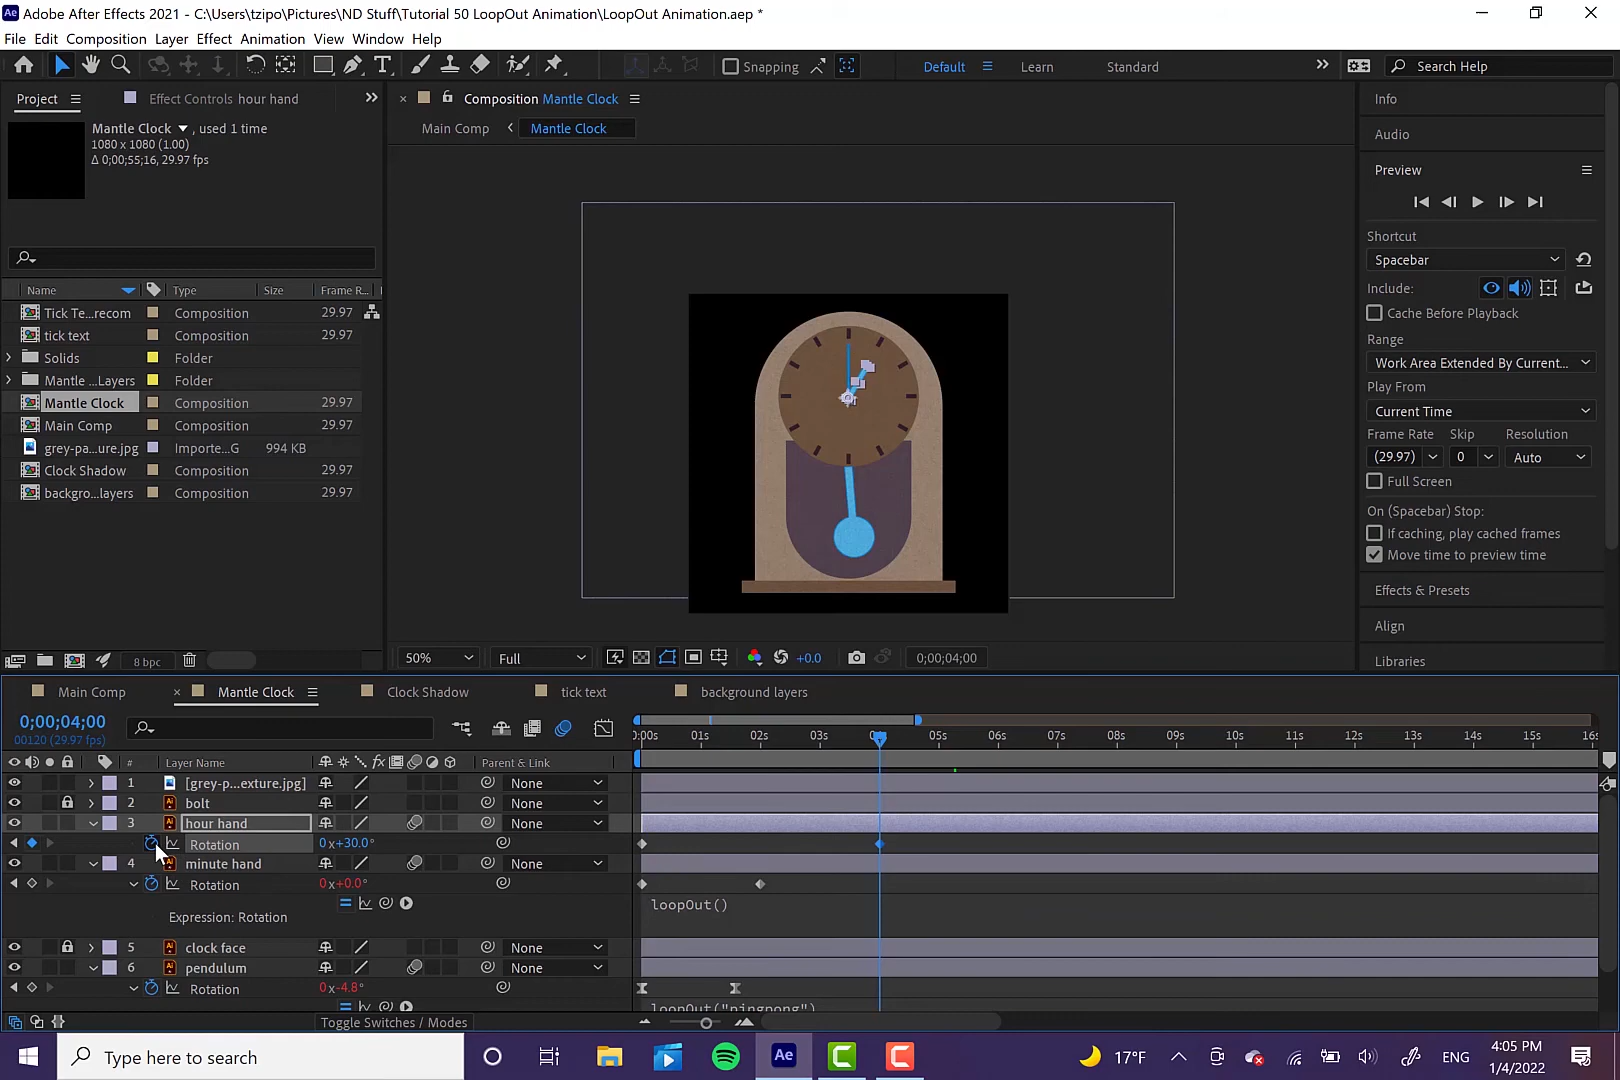 Ae Adobe After Effects 2021 - C:\Users\tzipo\Pictures\ND Stuff\Tutorial 50 LoopOut Animation\LoopOut Animation.aep *
File Edit Composition Layer Effect Animation View Window Help
Snapping Default Learn Standard Search Help
Project Effect Controls hour hand
Composition Mantle Clock
Info
Mantle Clock , used 1 time
1080 x 1080 (1.00)
Δ 0;00;55;16, 29.97 fps
Main Comp Mantle Clock
Audio
Preview
Shortcut
Spacebar
Include:
Cache Before Playback
Range
Work Area Extended By Current...
Play From
Current Time
Frame Rate Skip Resolution
(29.97) 0 Auto
Full Screen
On (Spacebar) Stop:
If caching, play cached frames
Move time to preview time
Effects & Presets
Align
Libraries
Name Type Size Frame R...
Tick Te...recom Composition 29.97
tick text Composition 29.97
Solids Folder
Mantle ...Layers Folder
Mantle Clock Composition 29.97
Main Comp Composition 29.97
grey-pa...ure.jpg Importe...G 994 KB
Clock Shadow Composition 29.97
backgro...layers Composition 29.97
8 bpc
50% Full +0.0 0;00;04;00
Main Comp Mantle Clock Clock Shadow tick text background layers
0;00;04;00
00120 (29.97 fps)
:00s 01s 02s 03s 05s 06s 07s 08s 09s 10s 11s 12s 13s 14s 15s 16s
# Layer Name fx Parent & Link
1 [grey-p...exture.jpg] None
2 Ai bolt None
3 Ai hour hand None
Rotation 0x+30.0°
4 Ai minute hand None
Rotation 0x+0.0°
loopOut()
Expression: Rotation
5 Ai clock face None
6 Ai pendulum None
Rotation 0x-4.8°
loopOut("pingpong")
Toggle Switches / Modes
Type here to search
Ae
17°F
ENG
4:05 PM
1/4/2022